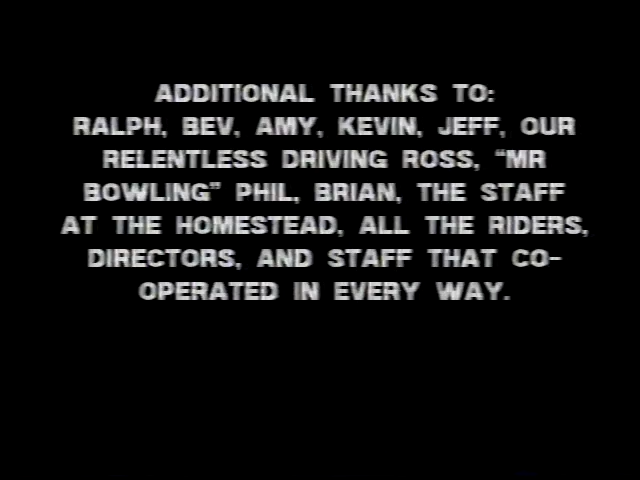 ADDITIONAL THANKS TO:
RALPH, BEV, AMY, KEVIN, JEFF, OUR
RELENTLESS DRIVING ROSS, “MR
BOWLING” PHIL, BRIAN, THE STAFF
AT THE HOMESTEAD, ALL THE RIDERS,
DIRECTORS, AND STAFF THAT CO-
OPERATED IN EVERY WAY.